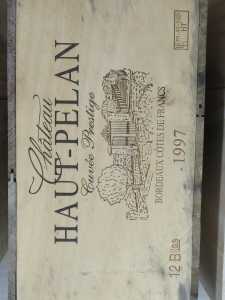 Château
HAUT-PELAN
Cuvée Prestige
BORDEAUX CÔTES DE FRANCS
1997
12 Blles